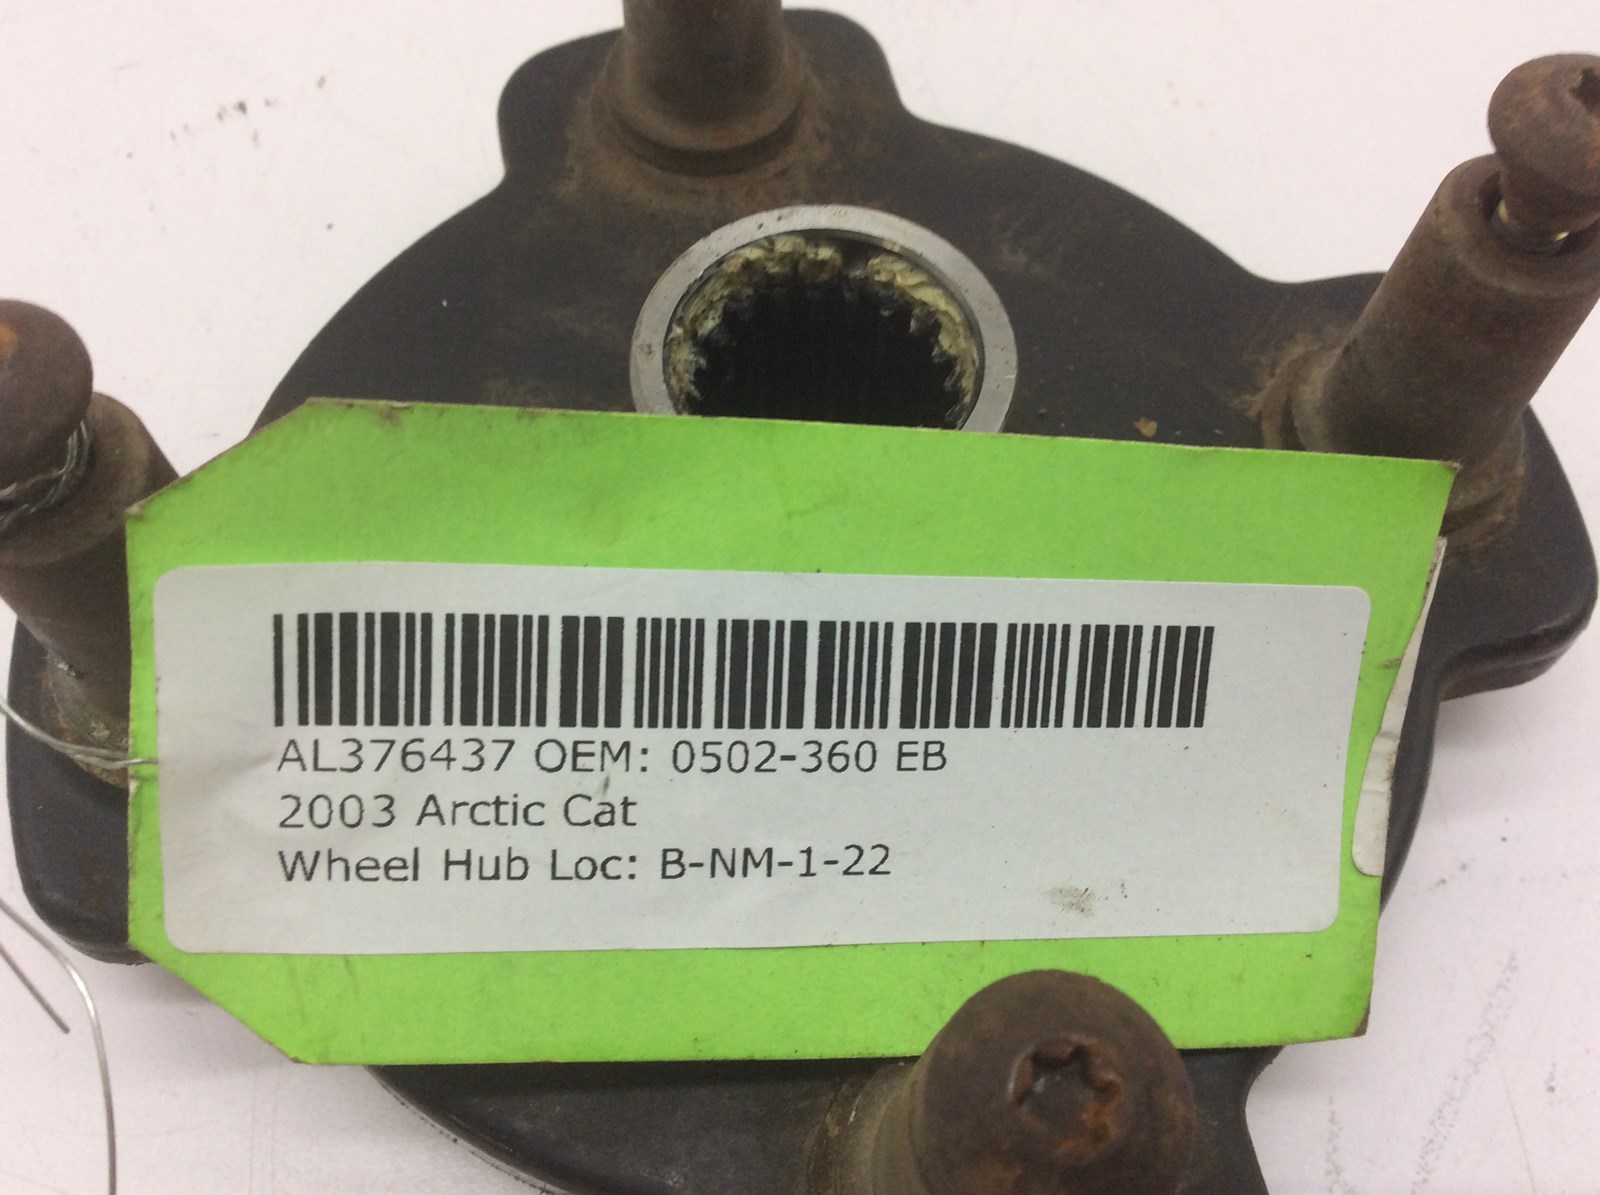 AL376437 OEM: 0502-360 EB
2003 Arctic Cat
Wheel Hub Loc: B-NM-1-22